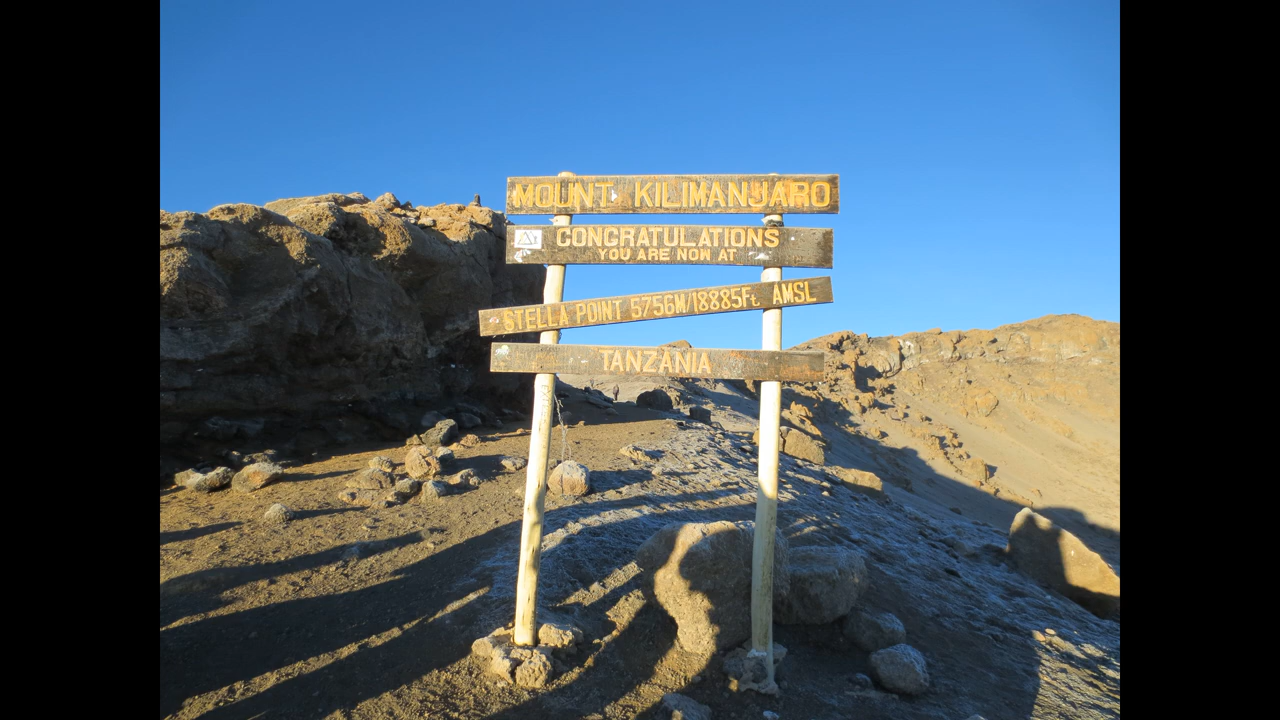 MOUNT KILIMANJARO
CONGRATULATIONS
YOU ARE NOW AT
STELLA POINT 5756M/18885Ft AMSL
TANZANIA